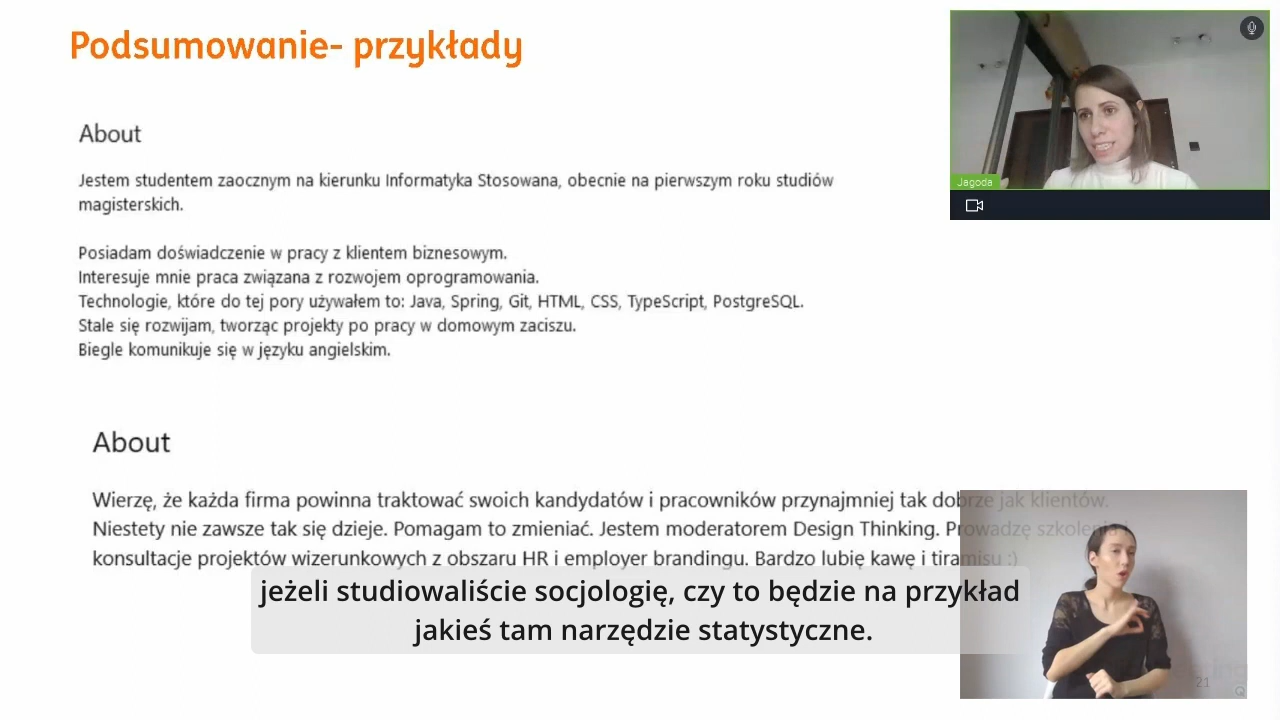 Podsumowanie- przykłady
Jagoda
About
Jestem studentem zaocznym na kierunku Informatyka Stosowana, obecnie na pierwszym roku studiów
magisterskich.
Posiadam doświadczenie w pracy z klientem biznesowym.
Interesuje mnie praca związana z rozwojem oprogramowania.
Technologie, które do tej pory używałem to: Java, Spring, Git, HTML, CSS, TypeScript, PostgreSQL.
Stale się rozwijam, tworząc projekty po pracy w domowym zaciszu.
Biegle komunikuje się w języku angielskim.
About
Wierzę, że każda firma powinna traktować swoich kandydatów i pracowników przynajmniej tak dobrze jak klientów.
Niestety nie zawsze tak się dzieje. Pomagam to zmieniać. Jestem moderatorem Design Thinking. Prowadzę szkolenia i
konsultacje projektów wizerunkowych z obszaru HR i employer brandingu. Bardzo lubię kawę i tiramisu :)
jeżeli studiowaliście socjologię, czy to będzie na przykład
jakieś tam narzędzie statystyczne.
21